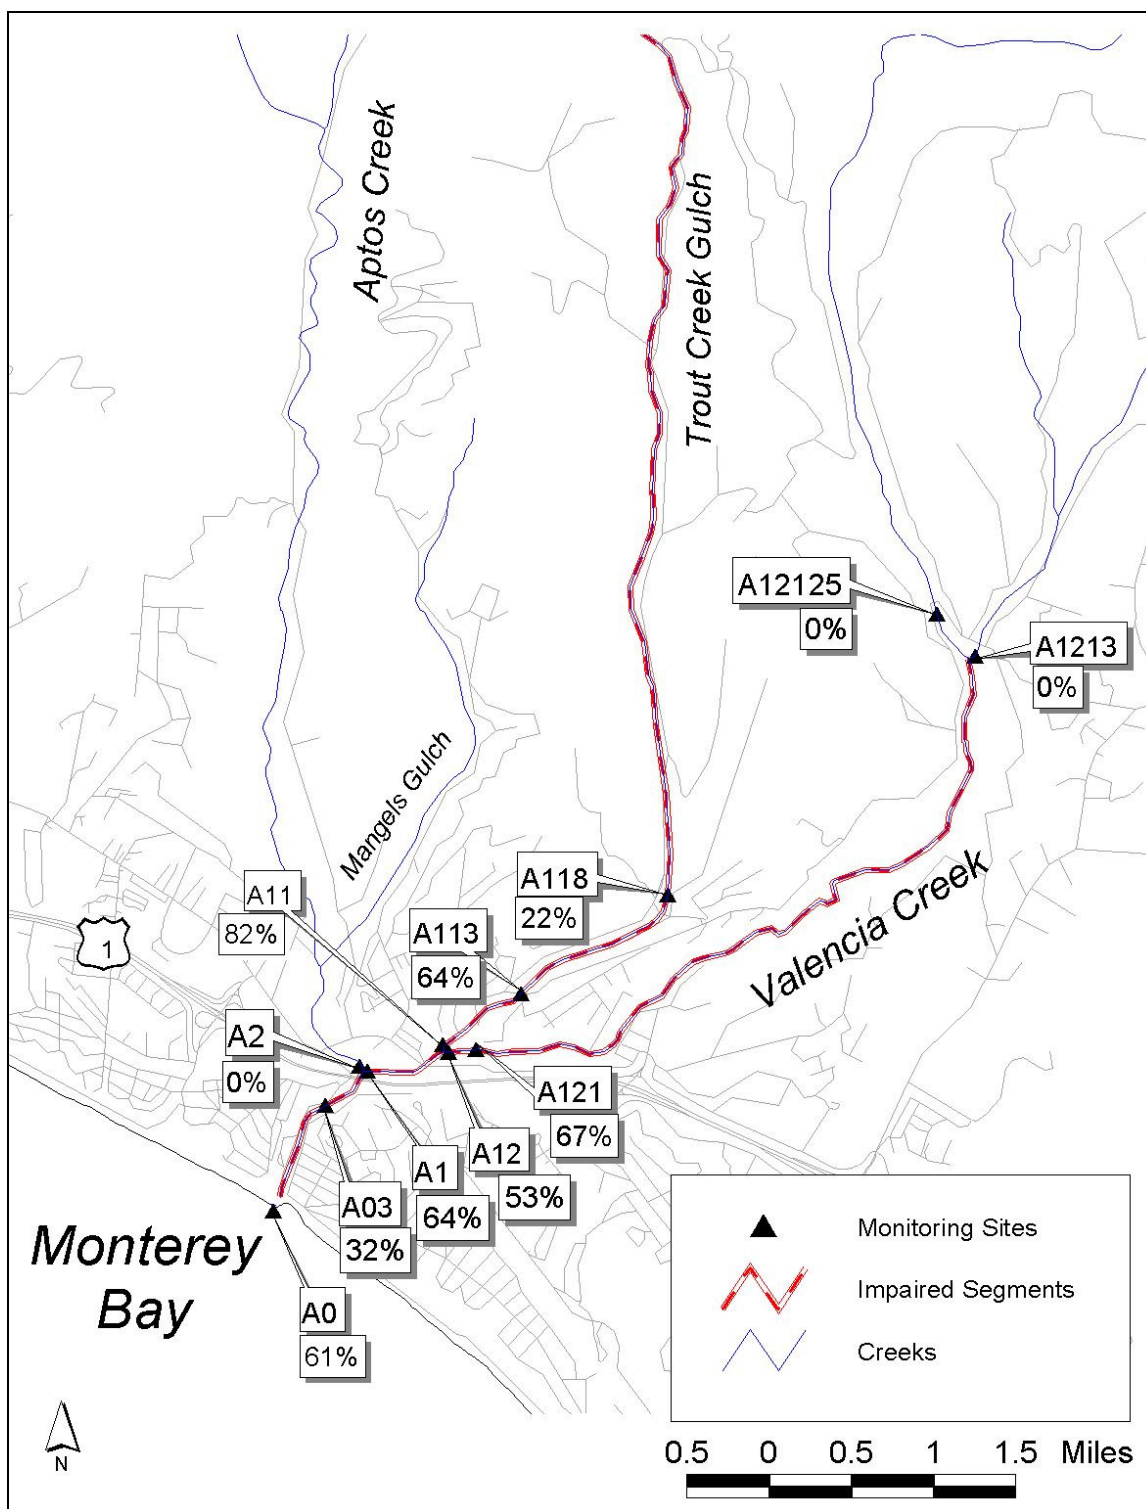 Aptos Creek
Trout Creek Gulch
A12125
0%
A1213
0%
Mangels Gulch
A11
82%
A118
22%
A113
64%
Valencia Creek
1
A2
0%
A121
67%
A12
53%
A1
64%
A03
32%
Monterey
Bay
A0
61%
Monitoring Sites
Impaired Segments
Creeks
N
0.5 0 0.5 1 1.5 Miles